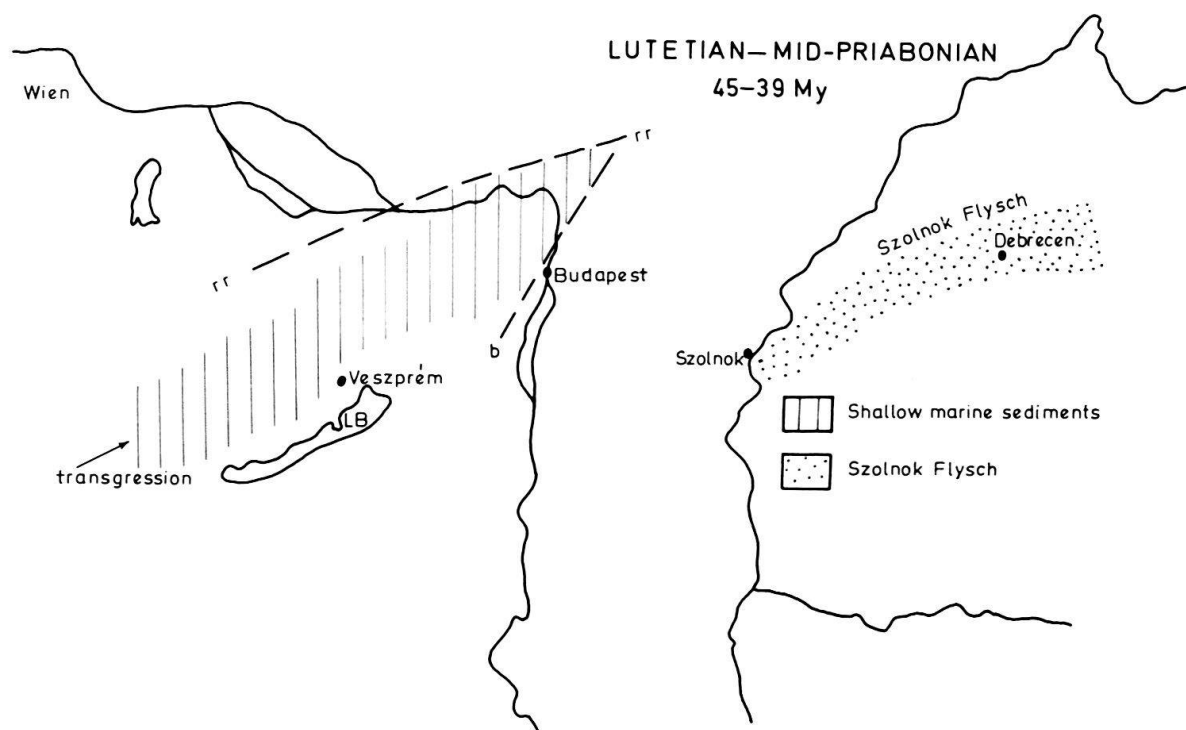 LUTETIAN—MID-PRIABONIAN
45—39 My
Wien
rr
rr
Szolnok Flysch
Debrecen
Budapest
b
Szolnok
Veszprém
LB
Shallow marine sediments
transgression
Szolnok Flysch